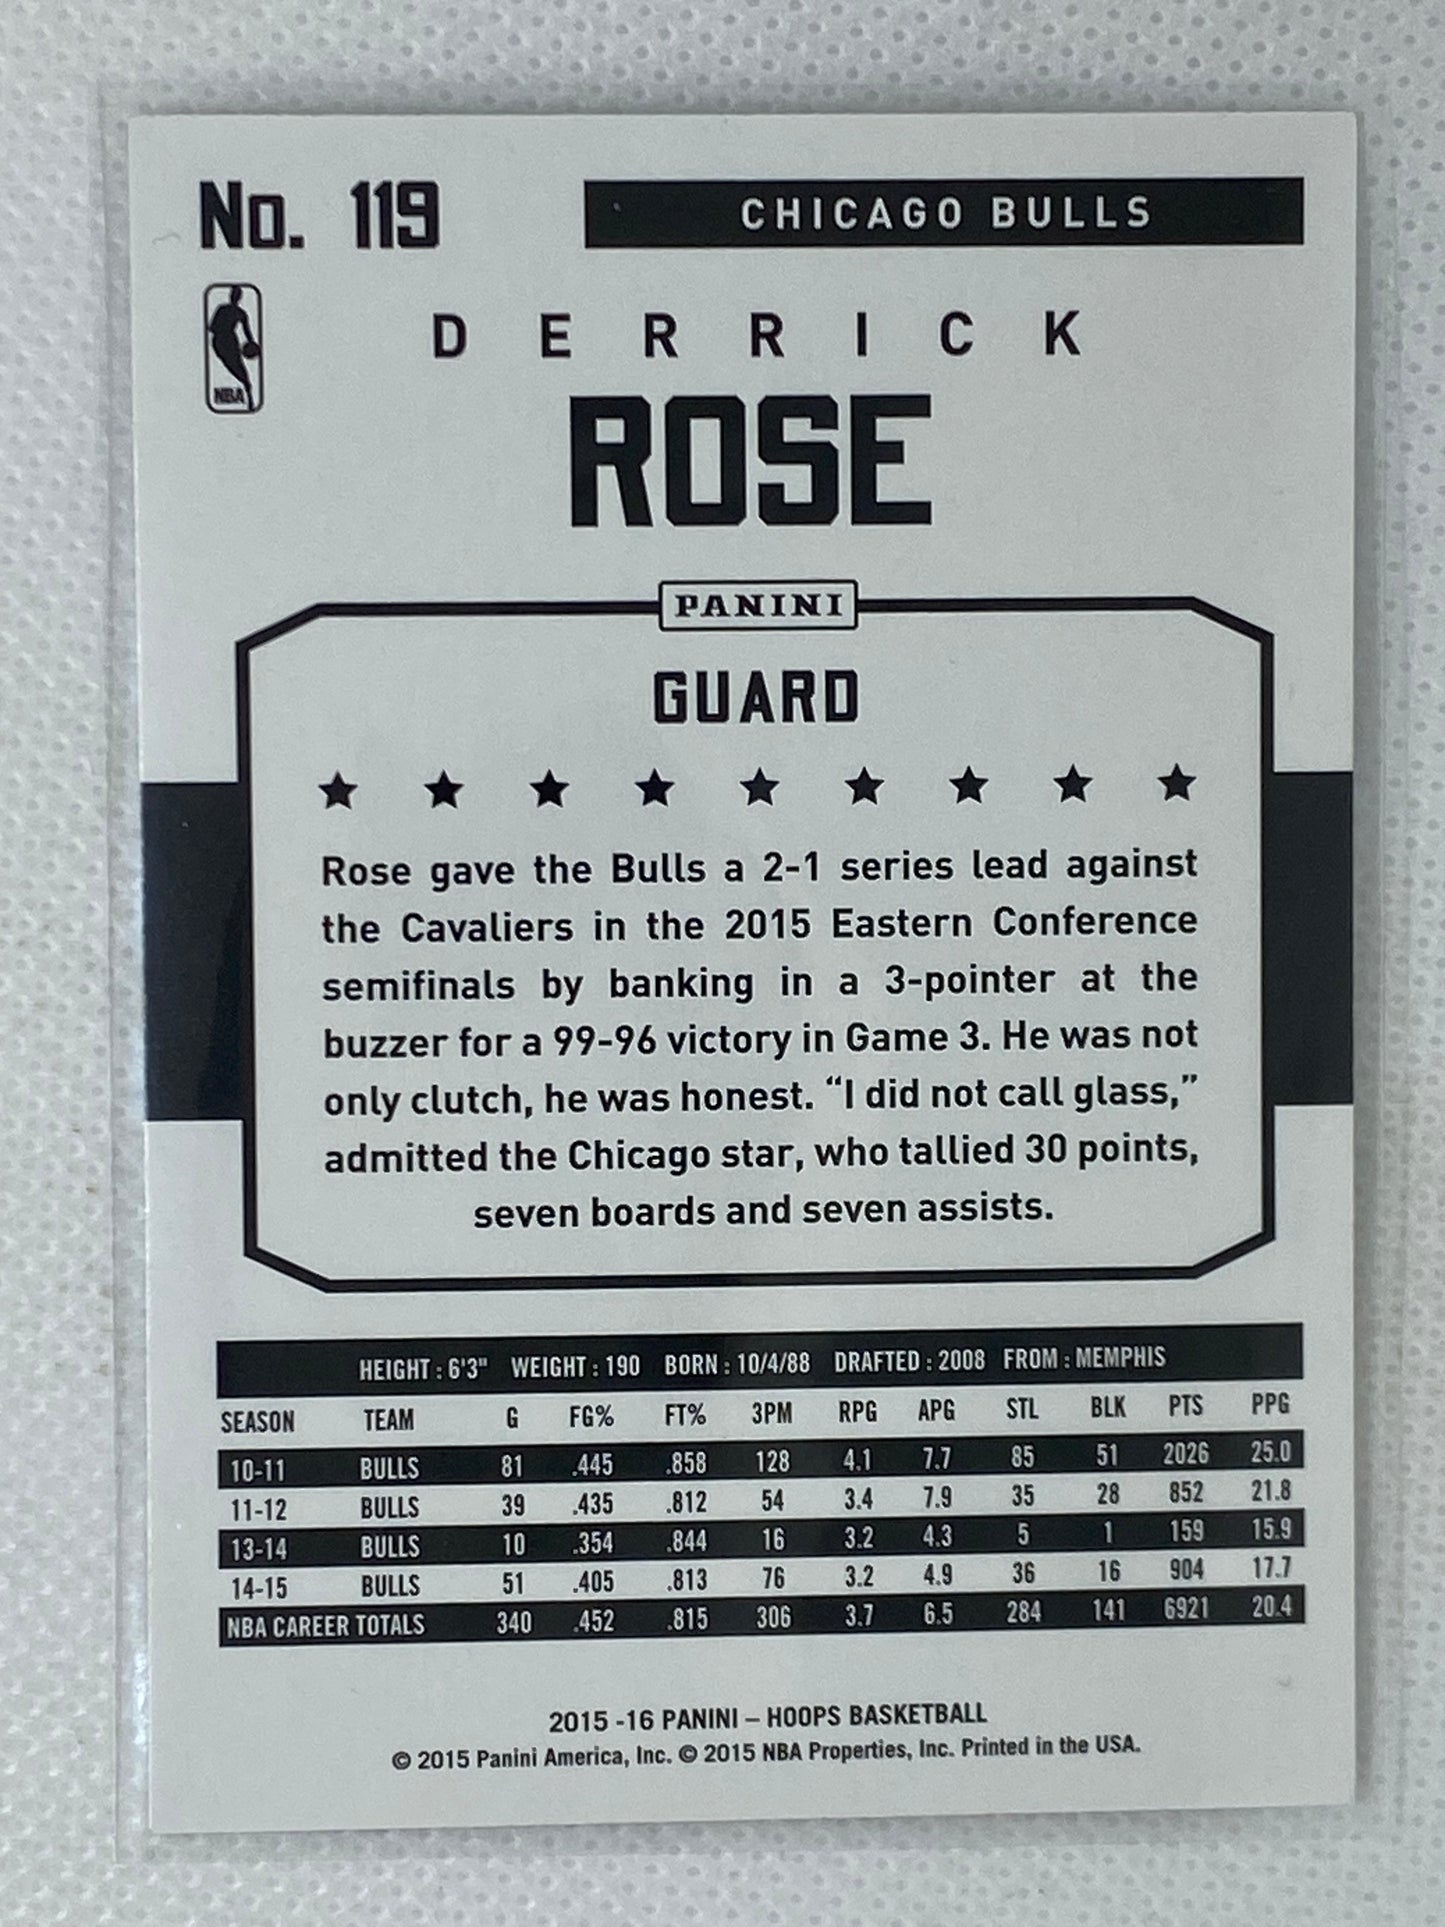 No. 119
CHICAGO BULLS
NBA
DERRICK
ROSE
PANINI
GUARD
Rose gave the Bulls a 2-1 series lead against
the Cavaliers in the 2015 Eastern Conference
semifinals by banking in a 3-pointer at the
buzzer for a 99-96 victory in Game 3. He was not
only clutch, he was honest. “I did not call glass,”
admitted the Chicago star, who tallied 30 points,
seven boards and seven assists.
HEIGHT : 6'3" WEIGHT : 190 BORN : 10/4/88 DRAFTED : 2008 FROM : MEMPHIS
SEASON TEAM G FG% FT% 3PM RPG APG STL BLK PTS PPG
10-11 BULLS 81 .445 .858 128 4.1 7.7 85 51 2026 25.0
11-12 BULLS 39 .435 .812 54 3.4 7.9 35 28 852 21.8
13-14 BULLS 10 .354 .844 16 3.2 4.3 5 1 159 15.9
14-15 BULLS 51 .405 .813 76 3.2 4.9 36 16 904 17.7
NBA CAREER TOTALS 340 .452 .815 306 3.7 6.5 284 141 6921 20.4
2015 -16 PANINI – HOOPS BASKETBALL
© 2015 Panini America, Inc. © 2015 NBA Properties, Inc. Printed in the USA.